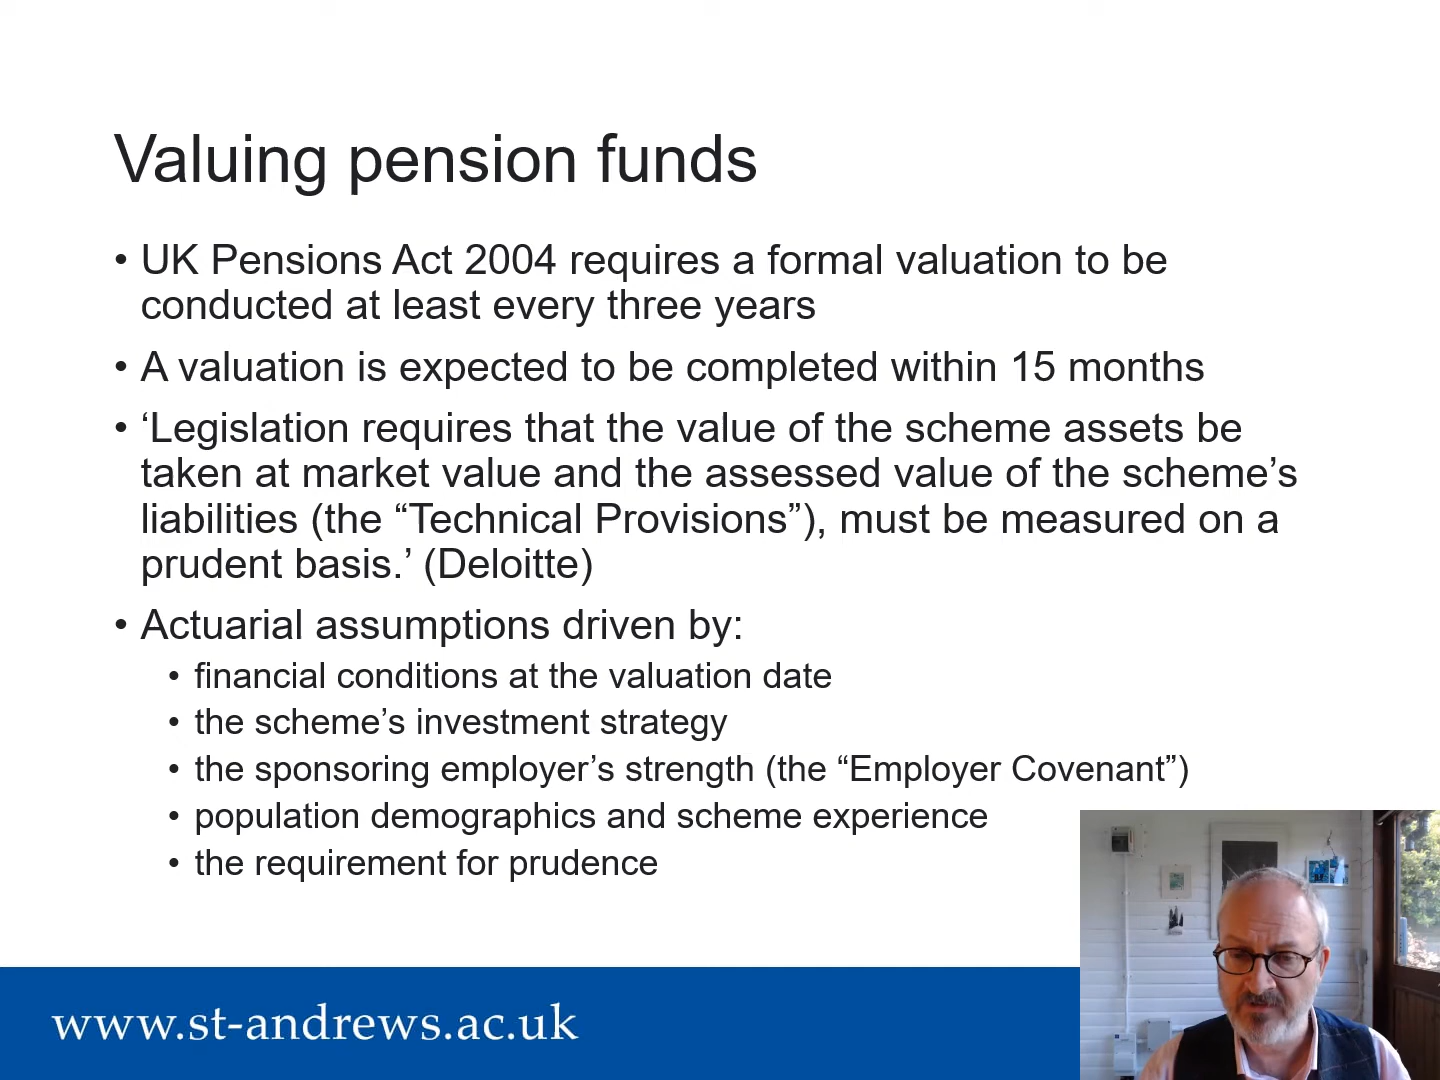 Valuing pension funds
• UK Pensions Act 2004 requires a formal valuation to be
conducted at least every three years
• A valuation is expected to be completed within 15 months
• ‘Legislation requires that the value of the scheme assets be
taken at market value and the assessed value of the scheme’s
liabilities (the “Technical Provisions”), must be measured on a
prudent basis.’ (Deloitte)
• Actuarial assumptions driven by:
• financial conditions at the valuation date
• the scheme’s investment strategy
• the sponsoring employer’s strength (the “Employer Covenant”)
• population demographics and scheme experience
• the requirement for prudence
www.st-andrews.ac.uk